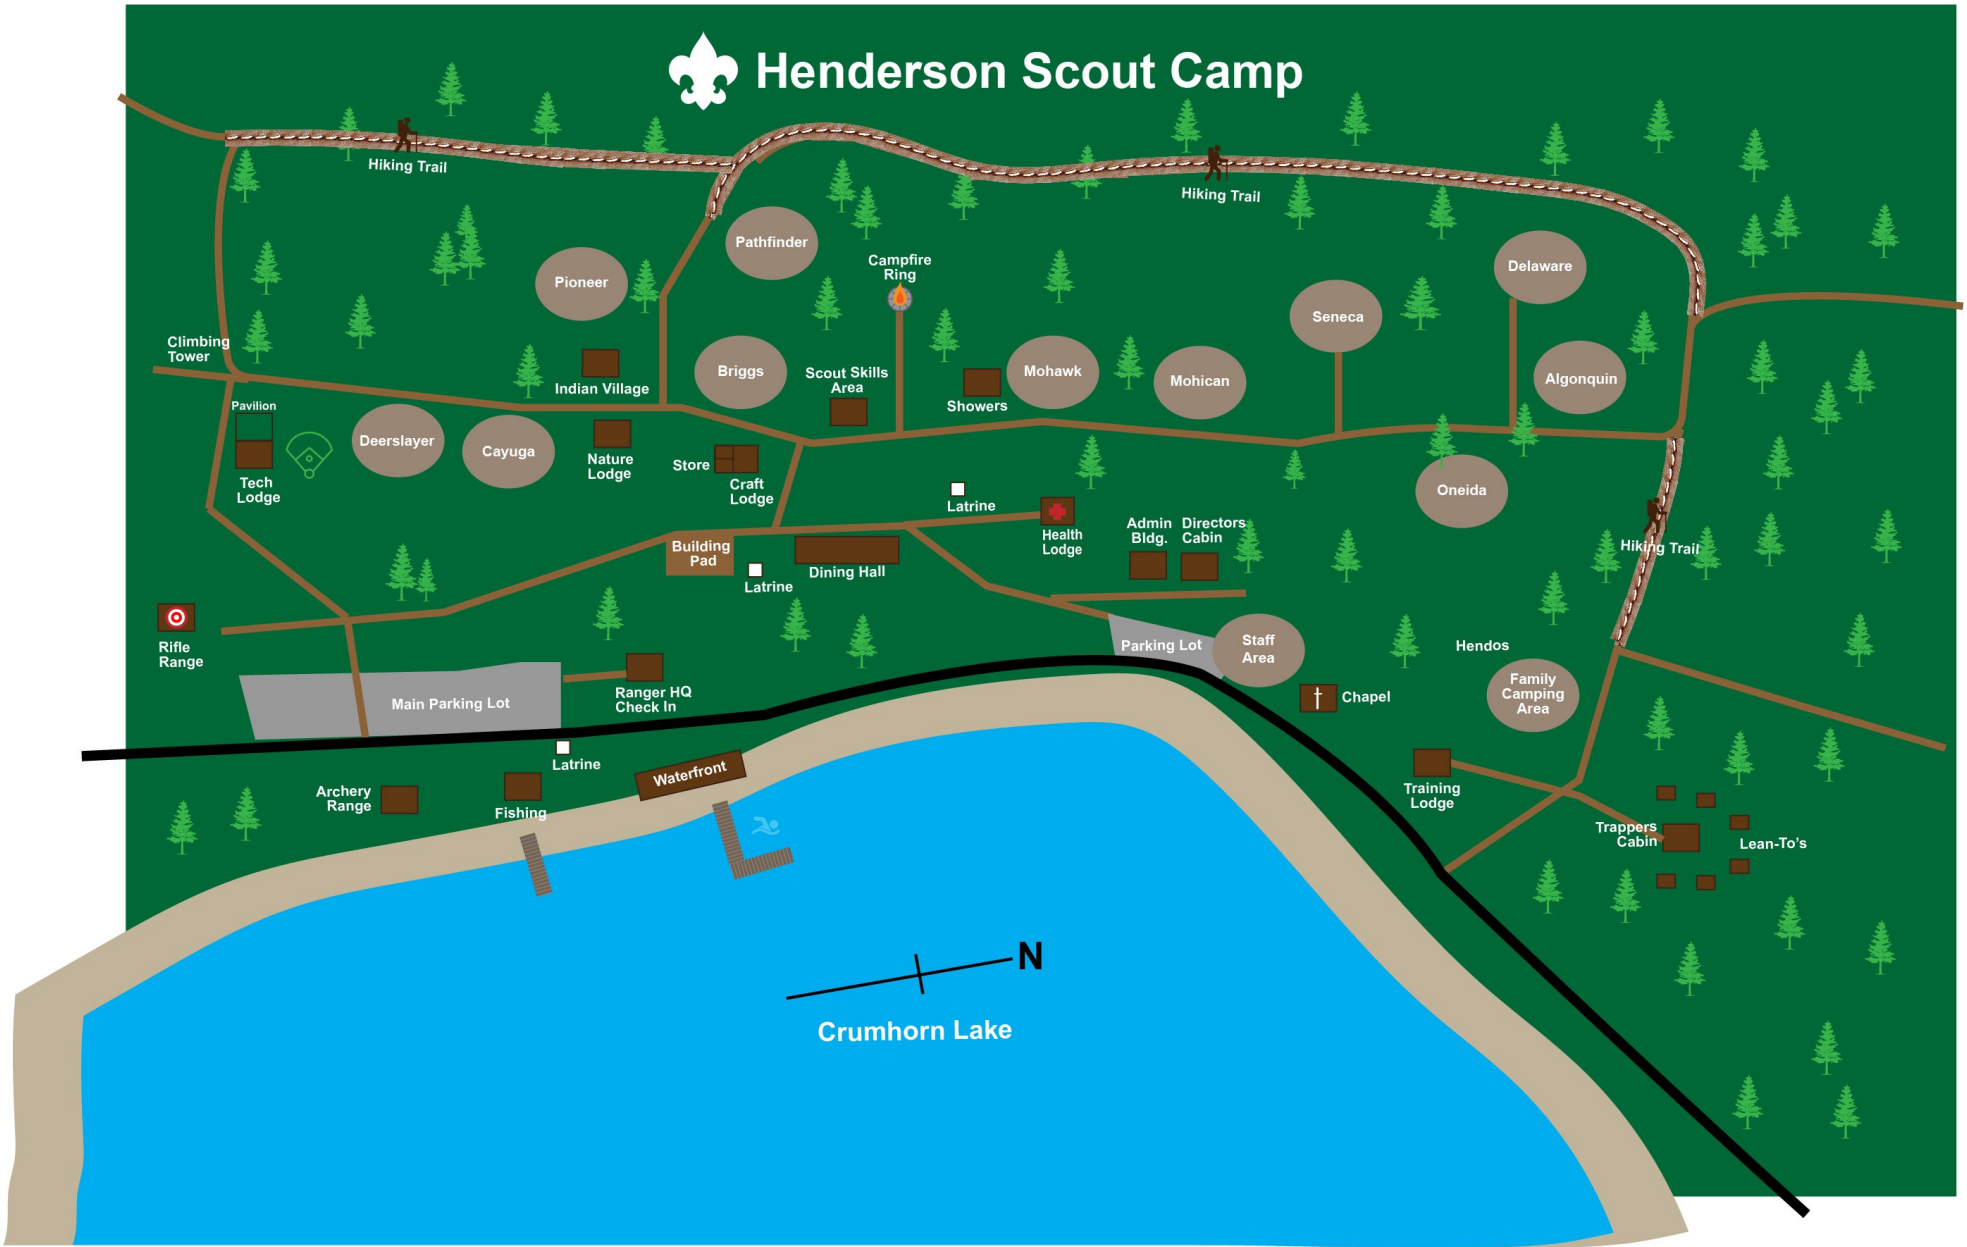 Henderson Scout Camp
Hiking Trail
Hiking Trail
Pathfinder
Campfire
Ring
Pioneer
Delaware
Seneca
Climbing
Tower
Indian Village
Briggs
Scout Skills
Area
Showers
Mohawk
Mohican
Algonquin
Pavilion
Tech
Lodge
Deerslayer
Cayuga
Nature
Lodge
Store
Craft
Lodge
Latrine
Health
Lodge
Admin
Bldg.
Directors
Cabin
Oneida
Hiking Trail
Building
Pad
Latrine
Dining Hall
Rifle
Range
Main Parking Lot
Ranger HQ
Check In
Parking Lot
Staff
Area
Chapel
Hendos
Family
Camping
Area
Archery
Range
Fishing
Latrine
Waterfront
Training
Lodge
Trappers
Cabin
Lean-To's
N
Crumhorn Lake